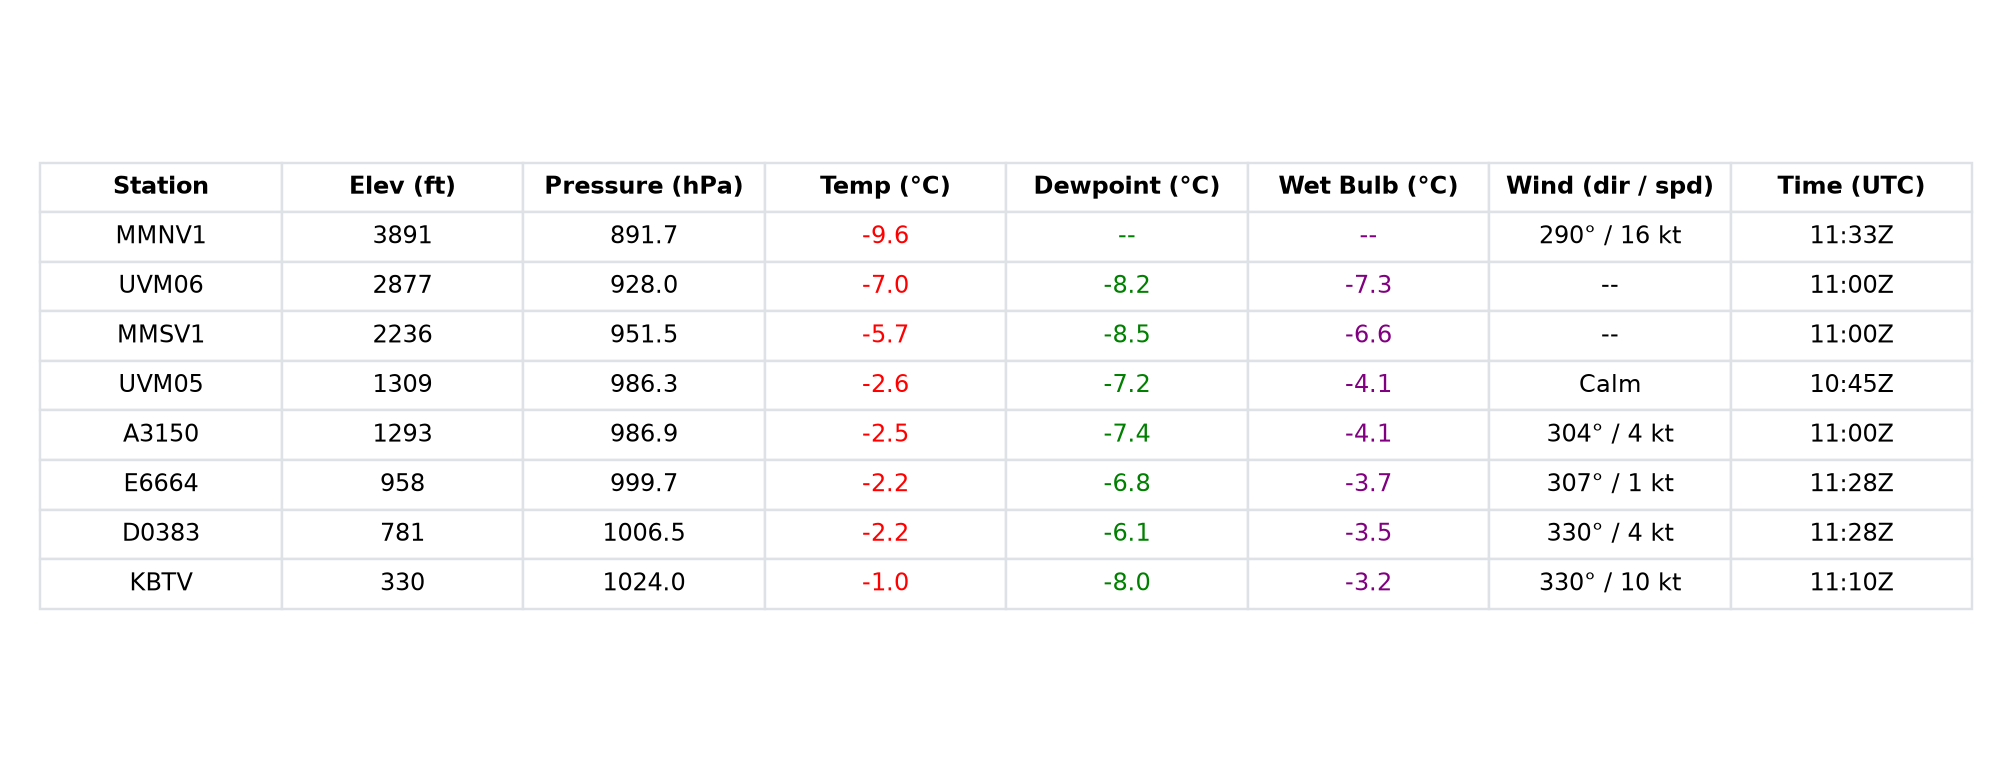 Station Elev (ft) Pressure (hPa) Temp (°C) Dewpoint (°C) Wet Bulb (°C) Wind (dir / spd) Time (UTC)
MMNV1 3891 891.7 -9.6 -- -- 290° / 16 kt 11:33Z
UVM06 2877 928.0 -7.0 -8.2 -7.3 -- 11:00Z
MMSV1 2236 951.5 -5.7 -8.5 -6.6 -- 11:00Z
UVM05 1309 986.3 -2.6 -7.2 -4.1 Calm 10:45Z
A3150 1293 986.9 -2.5 -7.4 -4.1 304° / 4 kt 11:00Z
E6664 958 999.7 -2.2 -6.8 -3.7 307° / 1 kt 11:28Z
D0383 781 1006.5 -2.2 -6.1 -3.5 330° / 4 kt 11:28Z
KBTV 330 1024.0 -1.0 -8.0 -3.2 330° / 10 kt 11:10Z